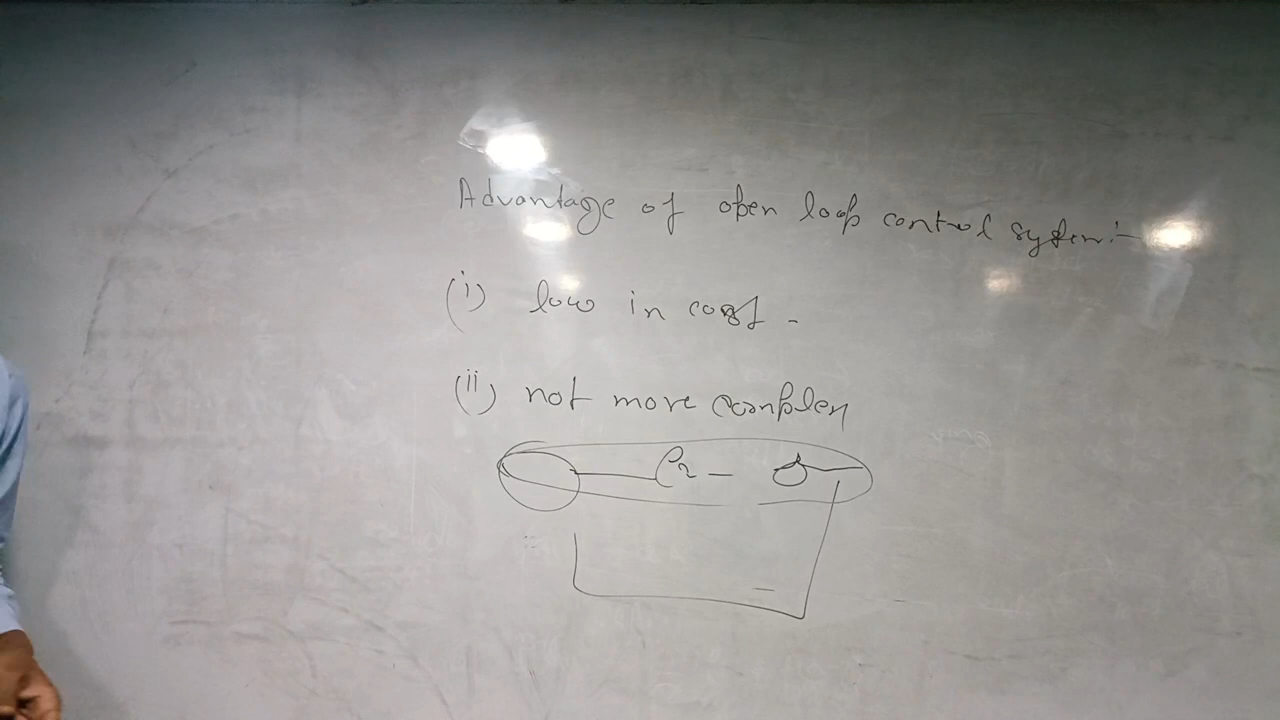 Advantage of open loop control system:-
(i) low in cost -
(ii) not more complex